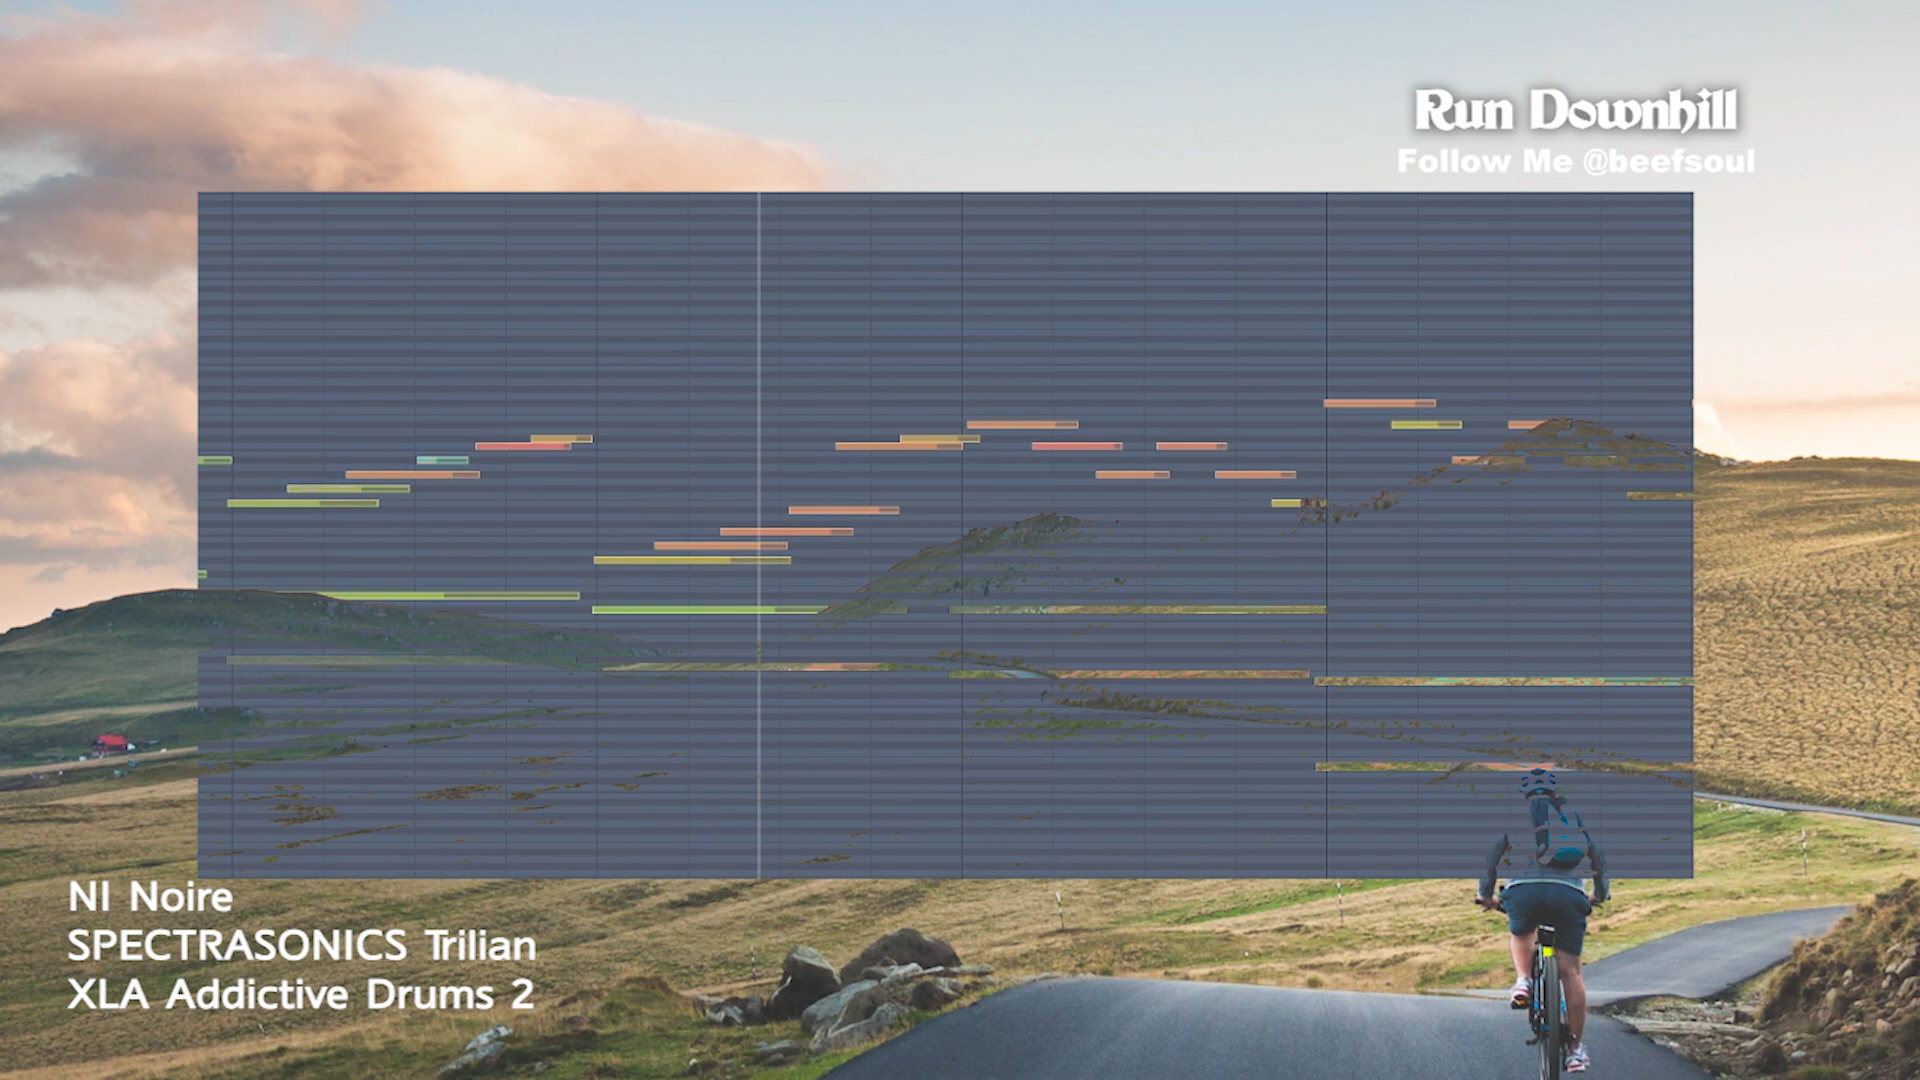 Run Downhill
Follow Me @beefsoul
NI Noire
SPECTRASONICS Trilian
XLA Addictive Drums 2